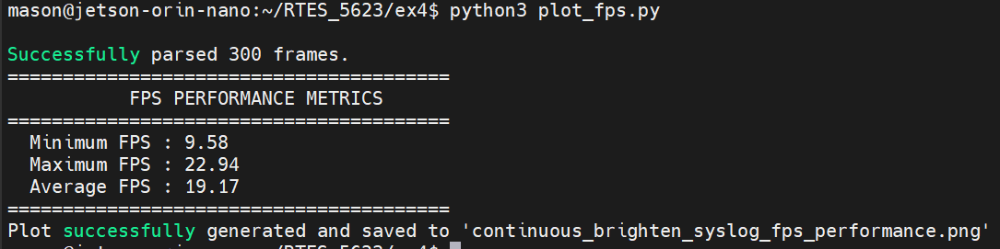 mason@jetson-orin-nano:~/RTES_5623/ex4$ python3 plot_fps.py
Successfully parsed 300 frames.
========================================
FPS PERFORMANCE METRICS
========================================
Minimum FPS : 9.58
Maximum FPS : 22.94
Average FPS : 19.17
========================================
Plot successfully generated and saved to 'continuous_brighten_syslog_fps_performance.png'
mason@jetson-orin-nano:~/RTES_5623/ex4$